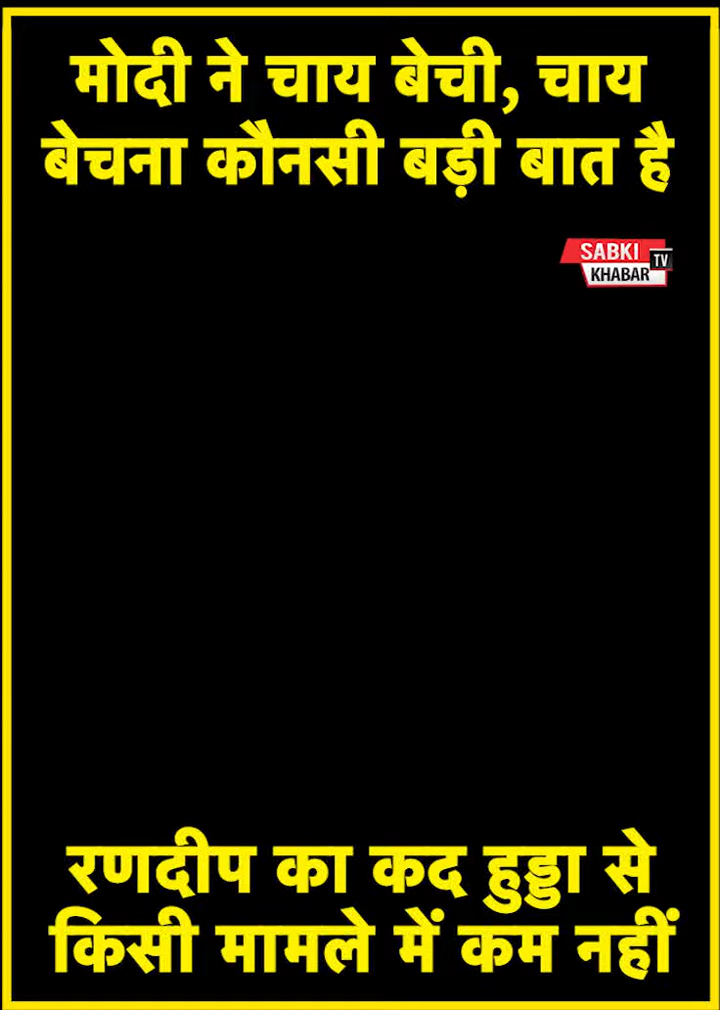 मोदी ने चाय बेची, चाय
बेचना कौनसी बड़ी बात है
SABKI TV
KHABAR
रणदीप का कद हुड्डा से
किसी मामले में कम नहीं